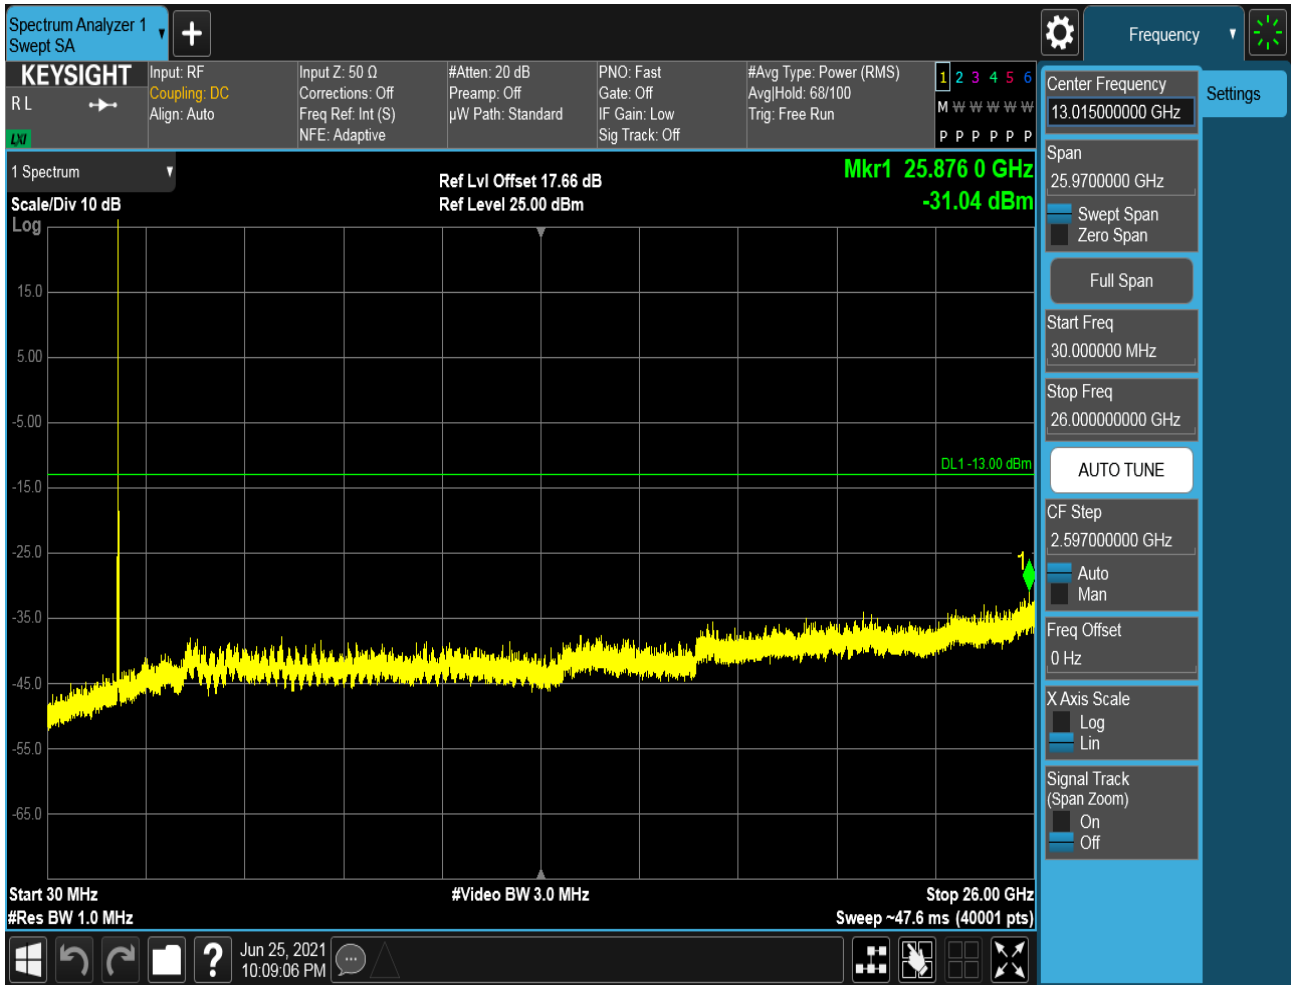 Spectrum Analyzer 1
Swept SA
Frequency
KEYSIGHT
R L
LXI
Input: RF
Coupling: DC
Align: Auto
Input Z: 50 Ω
Corrections: Off
Freq Ref: Int (S)
NFE: Adaptive
#Atten: 20 dB
Preamp: Off
µW Path: Standard
PNO: Fast
Gate: Off
IF Gain: Low
Sig Track: Off
#Avg Type: Power (RMS)
Avg|Hold: 68/100
Trig: Free Run
1 2 3 4 5 6
M W W W W W
P P P P P P
1 Spectrum
Scale/Div 10 dB
Log
Ref Lvl Offset 17.66 dB
Ref Level 25.00 dBm
Mkr1 25.876 0 GHz
-31.04 dBm
15.0
5.00
-5.00
-15.0
-25.0
-35.0
-45.0
-55.0
-65.0
DL1 -13.00 dBm
1
Start 30 MHz
#Res BW 1.0 MHz
#Video BW 3.0 MHz
Stop 26.00 GHz
Sweep ~47.6 ms (40001 pts)
Center Frequency
13.015000000 GHz
Settings
Span
25.9700000 GHz
Swept Span
Zero Span
Full Span
Start Freq
30.000000 MHz
Stop Freq
26.000000000 GHz
AUTO TUNE
CF Step
2.597000000 GHz
Auto
Man
Freq Offset
0 Hz
X Axis Scale
Log
Lin
Signal Track
(Span Zoom)
On
Off
?
Jun 25, 2021
10:09:06 PM